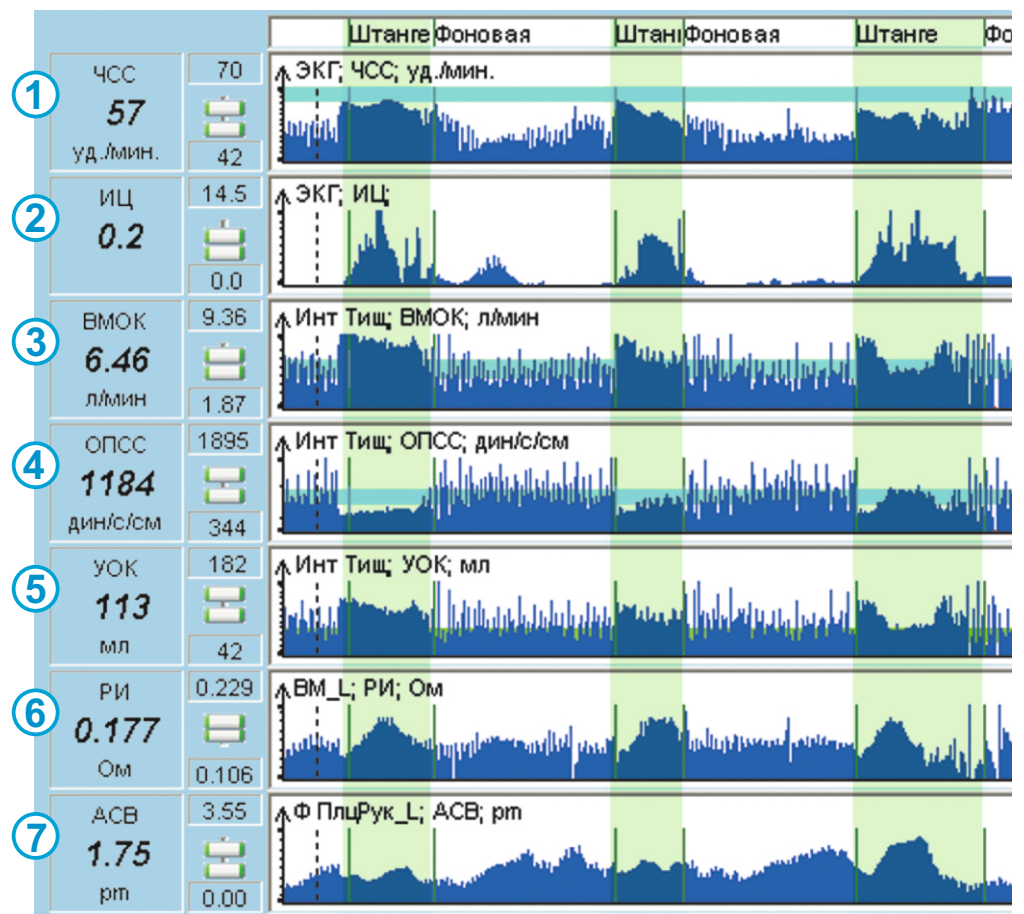 Штанге Фоновая Штанг Фоновая Штанге Фо
1 ЧСС 57 уд./мин. 70 42 ЭКГ; ЧСС; уд./мин.
2 ИЦ 0.2 14.5 0.0 ЭКГ; ИЦ;
3 ВМОК 6.46 л/мин 9.36 1.87 Инт Тищ; ВМОК; л/мин
4 ОПСС 1184 дин/с/см 1895 344 Инт Тищ; ОПСС; дин/с/см
5 УОК 113 мл 182 42 Инт Тищ; УОК; мл
6 РИ 0.177 Ом 0.229 0.106 ВМ_L; РИ; Ом
7 АСВ 1.75 pm 3.55 0.00 Ф ПлцРук_L; АСВ; pm